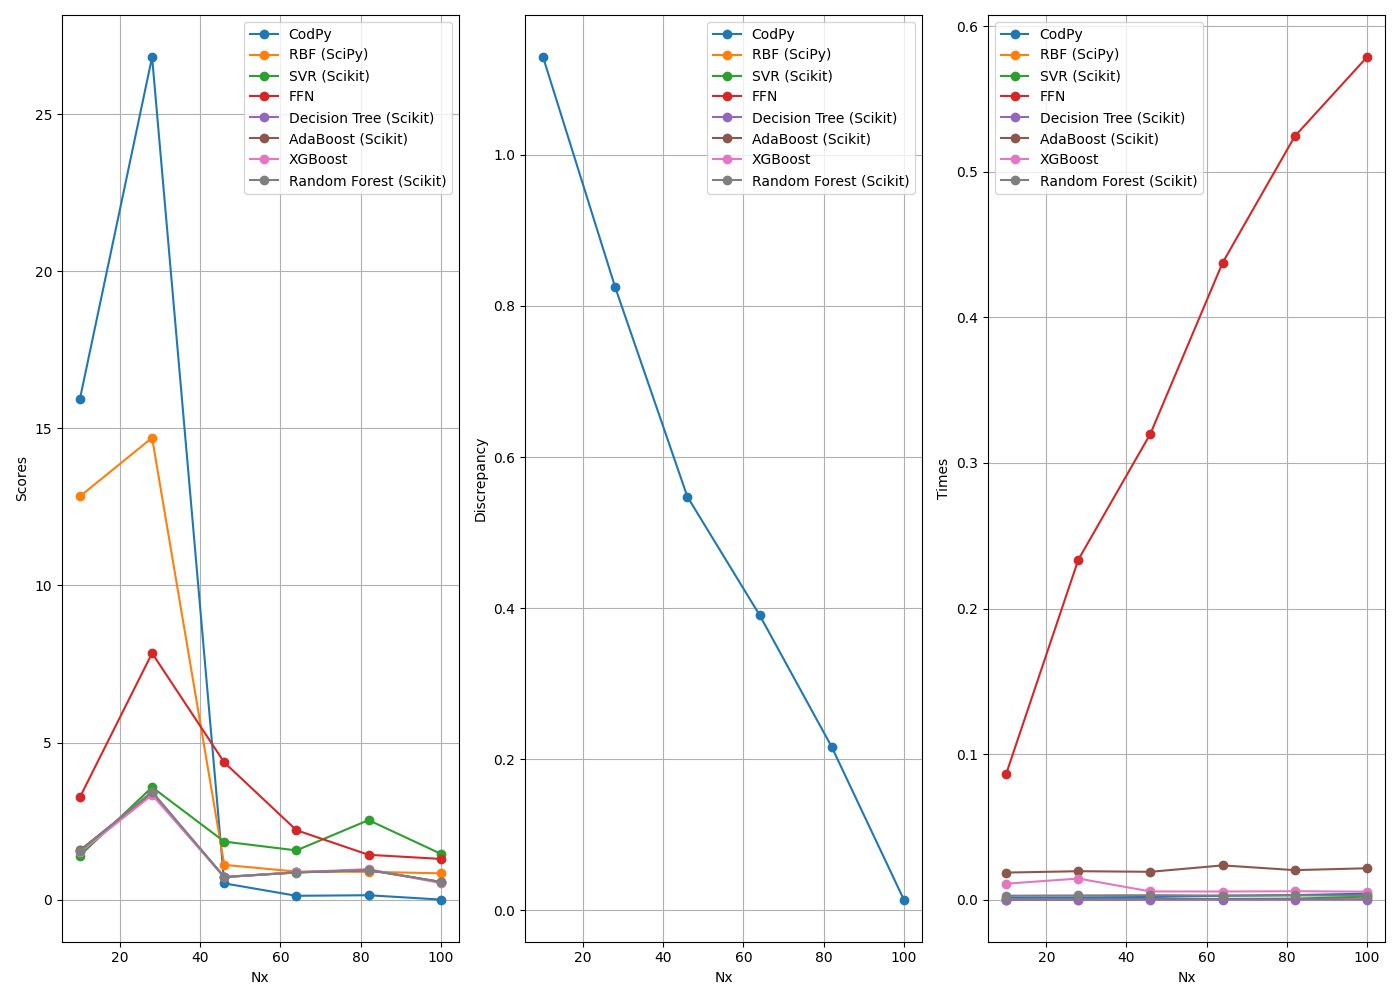 CodPy
RBF (SciPy)
SVR (Scikit)
FFN
Decision Tree (Scikit)
AdaBoost (Scikit)
XGBoost
Random Forest (Scikit)
25
20
15
10
5
0
Scores
20 40 60 80 100
Nx
CodPy
RBF (SciPy)
SVR (Scikit)
FFN
Decision Tree (Scikit)
AdaBoost (Scikit)
XGBoost
Random Forest (Scikit)
1.0
0.8
0.6
0.4
0.2
0.0
Discrepancy
20 40 60 80 100
Nx
CodPy
RBF (SciPy)
SVR (Scikit)
FFN
Decision Tree (Scikit)
AdaBoost (Scikit)
XGBoost
Random Forest (Scikit)
0.6
0.5
0.4
0.3
0.2
0.1
0.0
Times
20 40 60 80 100
Nx